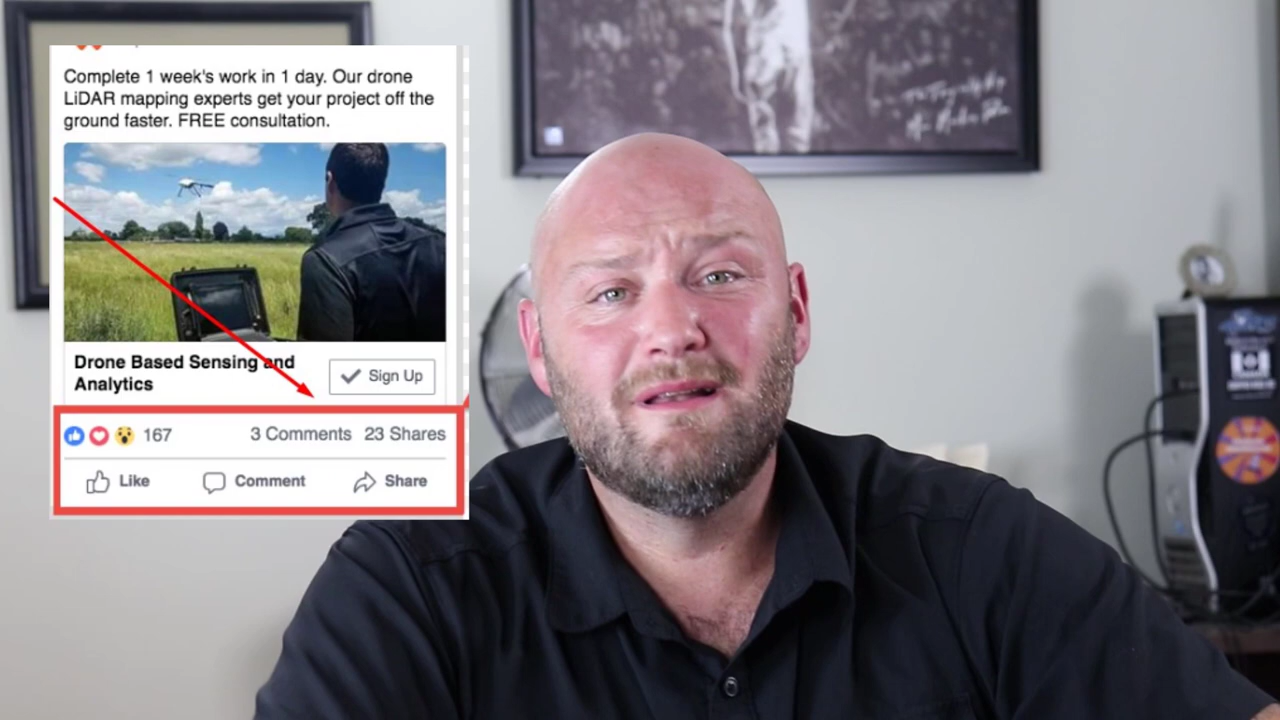 Complete 1 week's work in 1 day. Our drone
LiDAR mapping experts get your project off the
ground faster. FREE consultation.
Drone Based Sensing and
Analytics
Sign Up
167
3 Comments 23 Shares
Like
Comment
Share